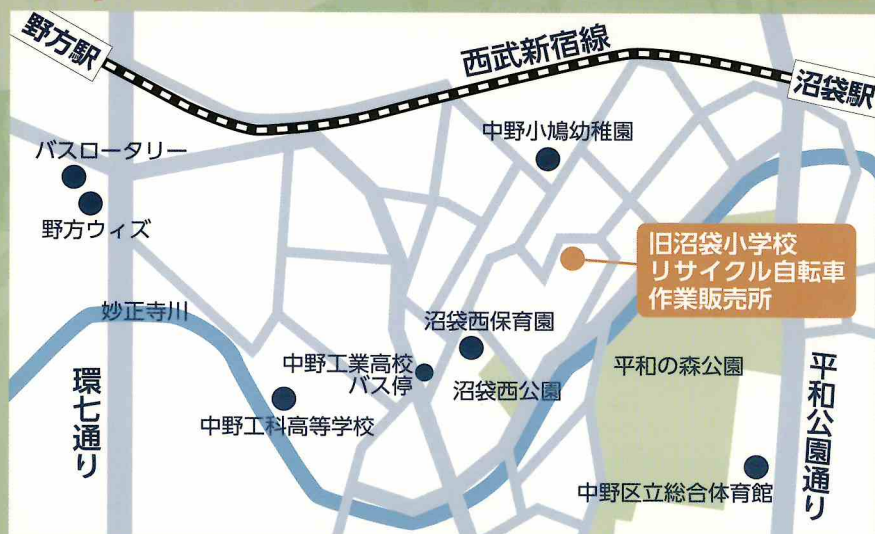 野方駅
西武新宿線
沼袋駅
中野小鳩幼稚園
バスロータリー
野方ウィズ
旧沼袋小学校
リサイクル自転車
作業販売所
妙正寺川
沼袋西保育園
中野工業高校
バス停
沼袋西公園
平和の森公園
環七通り
中野工科高等学校
平和公園通り
中野区立総合体育館